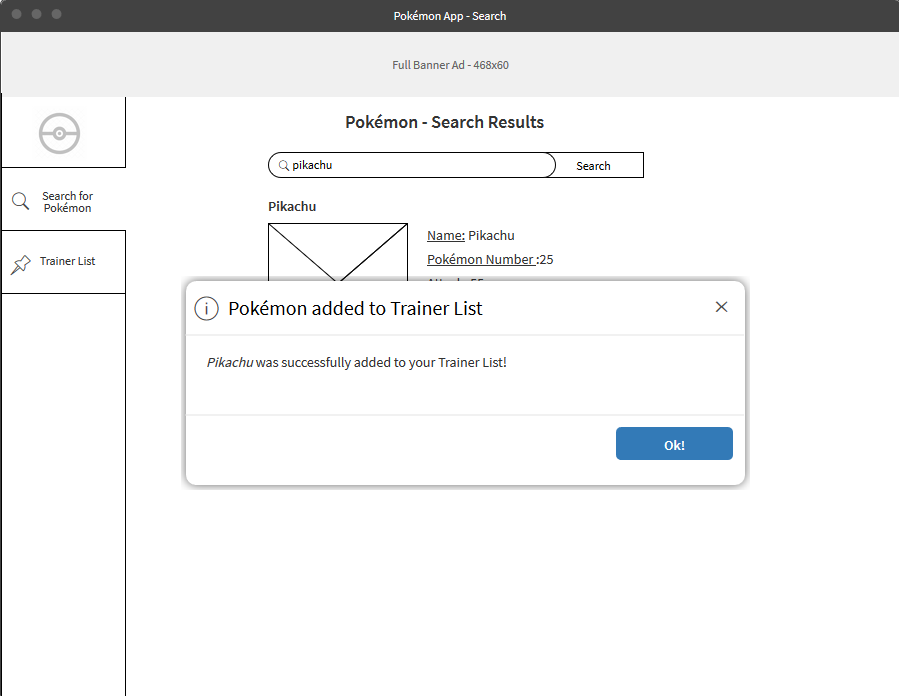 Pokémon App - Search
Full Banner Ad - 468x60
Pokémon - Search Results
pikachu
Search
Search for
Pokémon
Trainer List
Pikachu
Name: Pikachu
Pokémon Number :25
Pokémon added to Trainer List
Pikachu was successfully added to your Trainer List!
Ok!